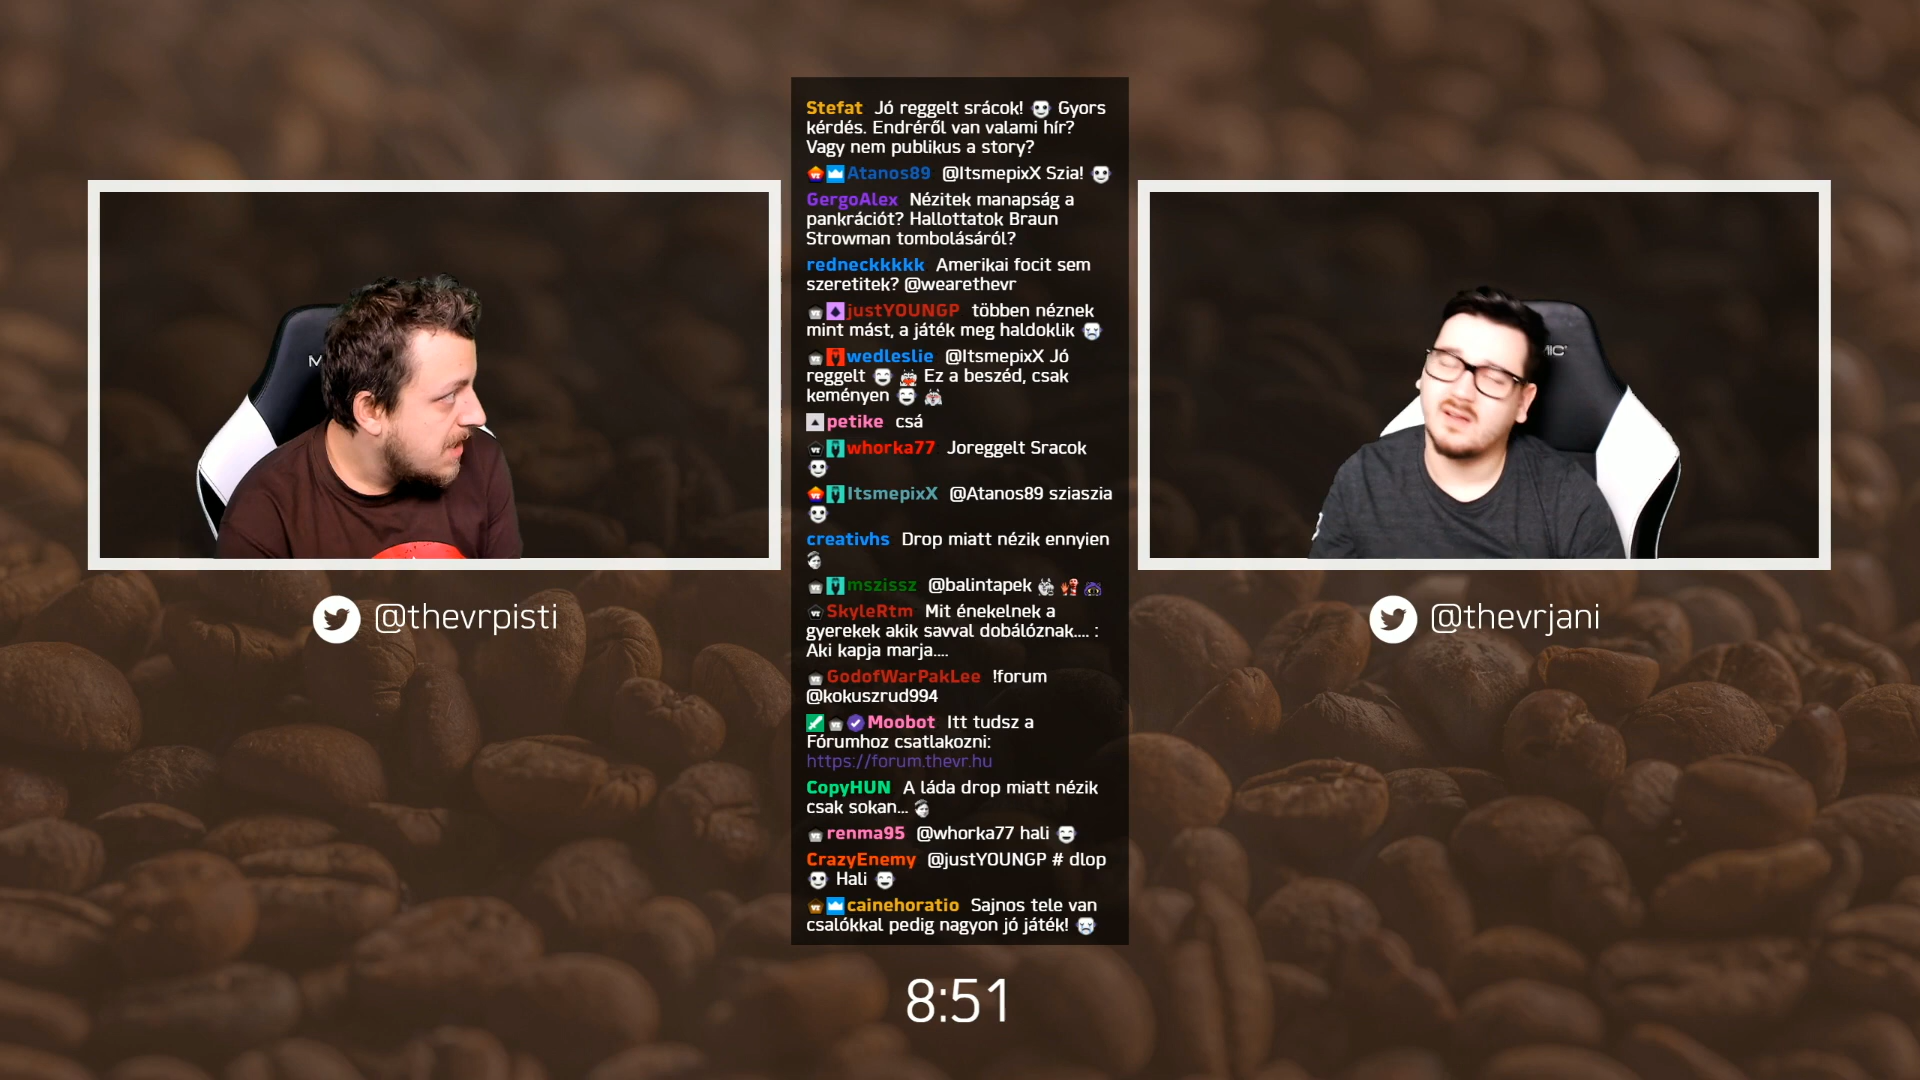 Stefat Jó reggelt srácok! Gyors
kérdés. Endréről van valami hír?
Vagy nem publikus a story?
Atanos89 @ItsmepixX Szia!
GergoAlex Nézitek manapság a
pankrációt? Hallottatok Braun
Strowman tombolásáról?
redneckkkkk Amerikai focit sem
szeretitek? @wearethevr
justYOUNGP többen néznek
mint mást, a játék meg haldoklik
wedleslie @ItsmepixX Jó
reggelt Ez a beszéd, csak
keményen
petike csá
whorka77 Joreggelt Sracok
ItsmepixX @Atanos89 sziaszia
creativhs Drop miatt nézik ennyien
mszissz @balintapek
SkyleRtm Mit énekelnek a
gyerekek akik savval dobálóznak.... :
Aki kapja marja....
GodofWarPakLee !forum
@kokuszrud994
Moobot Itt tudsz a
Fórumhoz csatlakozni:
https://forum.thevr.hu
CopyHUN A láda drop miatt nézik
csak sokan...
renma95 @whorka77 hali
CrazyEnemy @justYOUNGP # dlop
Hali
cainehoratio Sajnos tele van
csalókkal pedig nagyon jó játék!
@thevrpisti
@thevrjani
8:51